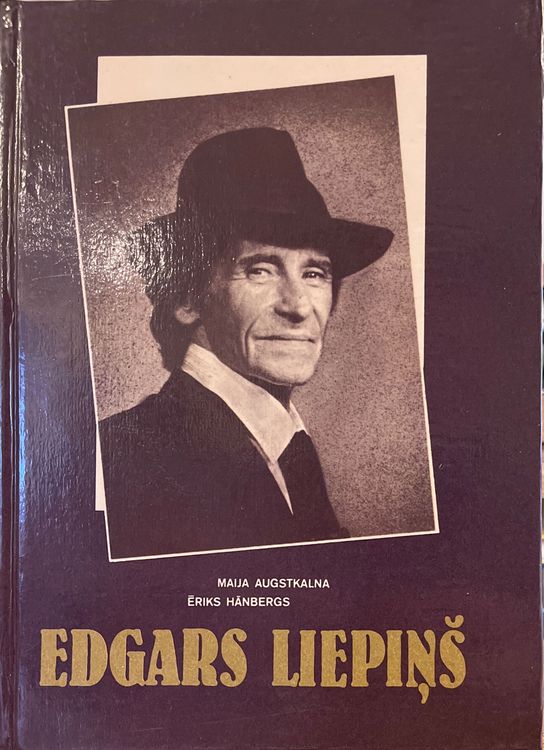 MAIJA AUGSTKALNA
ĒRIKS HĀNBERGS
EDGARS LIEPIŅŠ